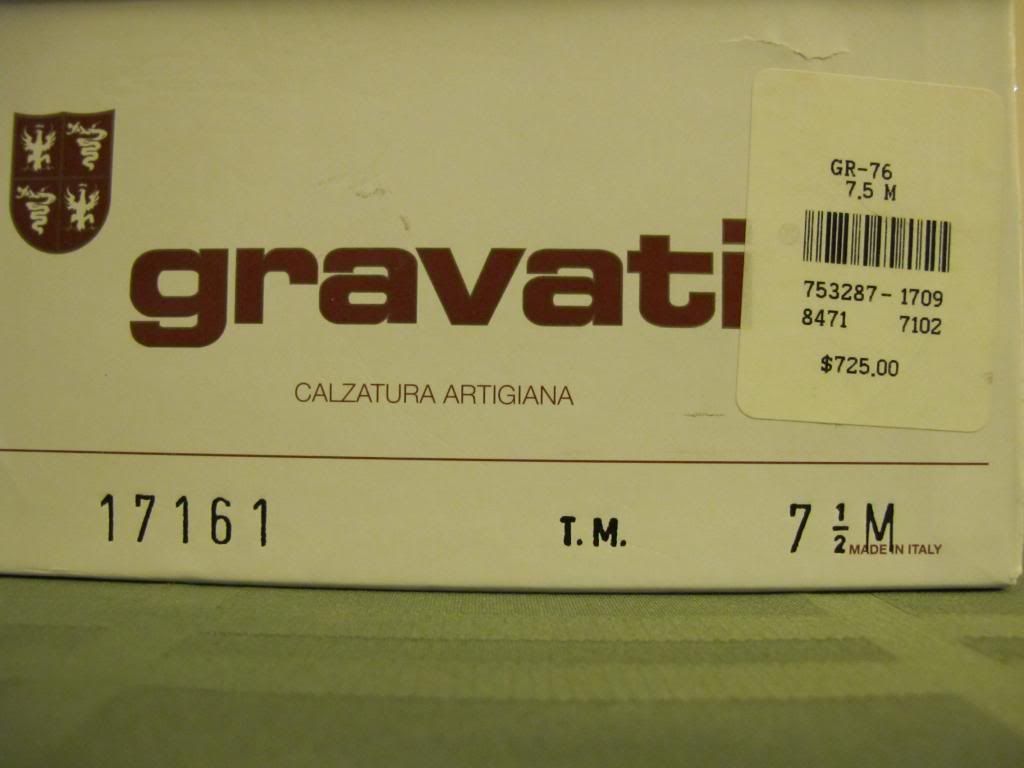 gravati
CALZATURA ARTIGIANA
GR-76
7.5 M
753287-1709
8471 7102
$725.00
17161 T.M. 7 ½ M
MADE IN ITALY